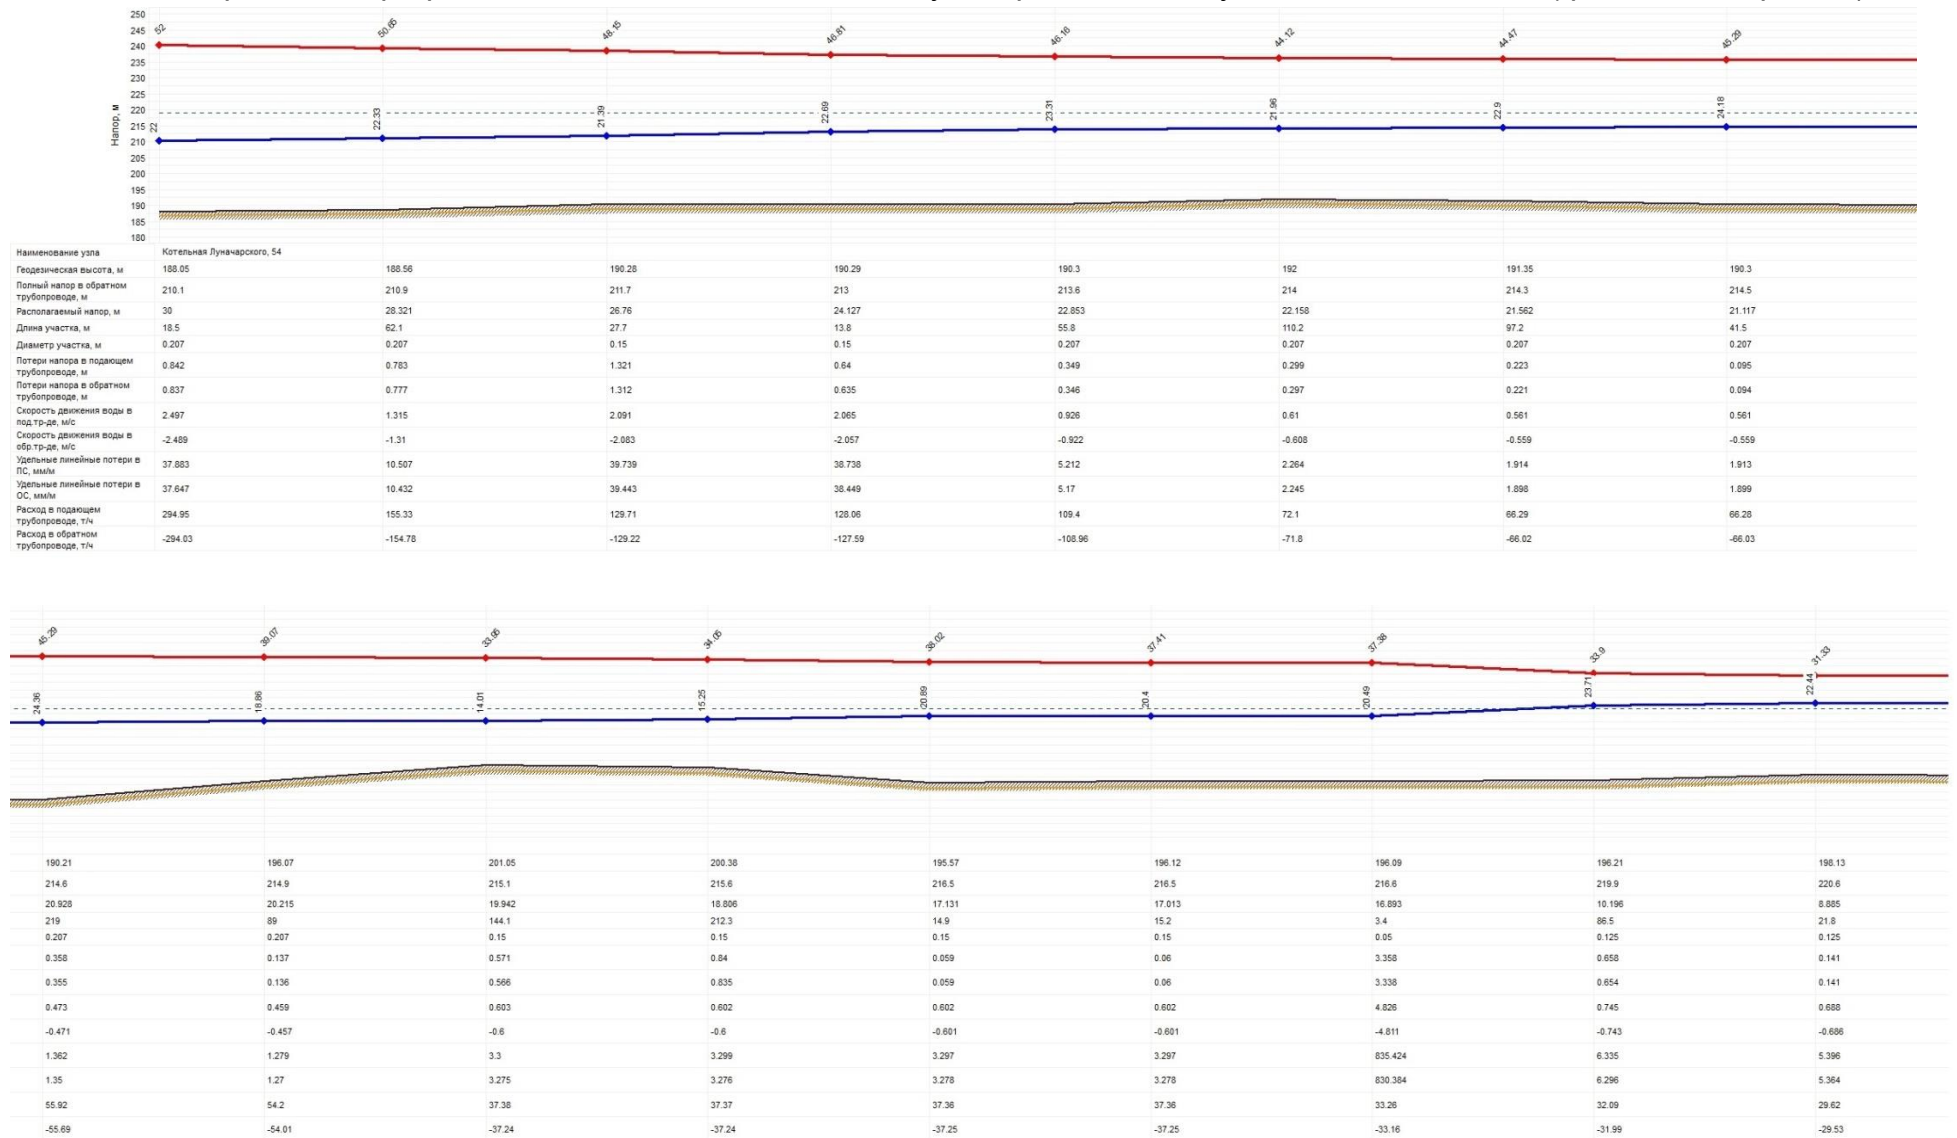 250
245
240
235
230
225
220
215
210
205
200
195
190
185
180
Напор, м
52 50.65 48.15 46.81 46.16 44.12 44.47 45.29
22 22.33 21.39 22.69 23.31 21.96 22.9 24.18
Наименование узла Котельная Луначарского, 54
Геодезическая высота, м 188.05 188.56 190.28 190.29 190.3 192 191.35 190.3
Полный напор в обратном
трубопроводе, м 210.1 210.9 211.7 213 213.6 214 214.3 214.5
Располагаемый напор, м 30 28.321 26.76 24.127 22.853 22.158 21.562 21.117
Длина участка, м 18.5 62.1 27.7 13.8 55.8 110.2 97.2 41.5
Диаметр участка, м 0.207 0.207 0.15 0.15 0.207 0.207 0.207 0.207
Потери напора в подающем
трубопроводе, м 0.842 0.783 1.321 0.64 0.349 0.299 0.223 0.095
Потери напора в обратном
трубопроводе, м 0.837 0.777 1.312 0.635 0.346 0.297 0.221 0.094
Скорость движения воды в
под.тр-де, м/с 2.497 1.315 2.091 2.065 0.926 0.61 0.561 0.561
Скорость движения воды в
обр.тр-де, м/с -2.489 -1.31 -2.083 -2.057 -0.922 -0.608 -0.559 -0.559
Удельные линейные потери в
ПС, мм/м 37.883 10.507 39.739 38.738 5.212 2.264 1.914 1.913
Удельные линейные потери в
ОС, мм/м 37.647 10.432 39.443 38.449 5.17 2.245 1.898 1.899
Расход в подающем
трубопроводе, т/ч 294.95 155.33 129.71 128.06 109.4 72.1 66.29 66.28
Расход в обратном
трубопроводе, т/ч -294.03 -154.78 -129.22 -127.59 -108.96 -71.8 -66.02 -66.03
45.29 39.07 33.95 34.05 38.02 37.41 37.38 33.9 31.33
24.36 18.86 14.01 15.25 20.89 20.4 20.49 23.71 22.44
190.21 196.07 201.05 200.38 195.57 196.12 196.09 196.21 198.13
214.6 214.9 215.1 215.6 216.5 216.5 216.6 219.9 220.6
20.928 20.215 19.942 18.806 17.131 17.013 16.893 10.196 8.885
219 89 144.1 212.3 14.9 15.2 3.4 86.5 21.8
0.207 0.207 0.15 0.15 0.15 0.15 0.05 0.125 0.125
0.358 0.137 0.571 0.84 0.059 0.06 3.358 0.658 0.141
0.355 0.136 0.566 0.835 0.059 0.06 3.338 0.654 0.141
0.473 0.459 0.603 0.602 0.602 0.602 4.826 0.745 0.688
-0.471 -0.457 -0.6 -0.6 -0.601 -0.601 -4.811 -0.743 -0.686
1.362 1.279 3.3 3.299 3.297 3.297 835.424 6.335 5.396
1.35 1.27 3.275 3.276 3.278 3.278 830.384 6.296 5.364
55.92 54.2 37.38 37.37 37.36 37.36 33.26 32.09 29.62
-55.69 -54.01 -37.24 -37.24 -37.25 -37.25 -33.16 -31.99 -29.53